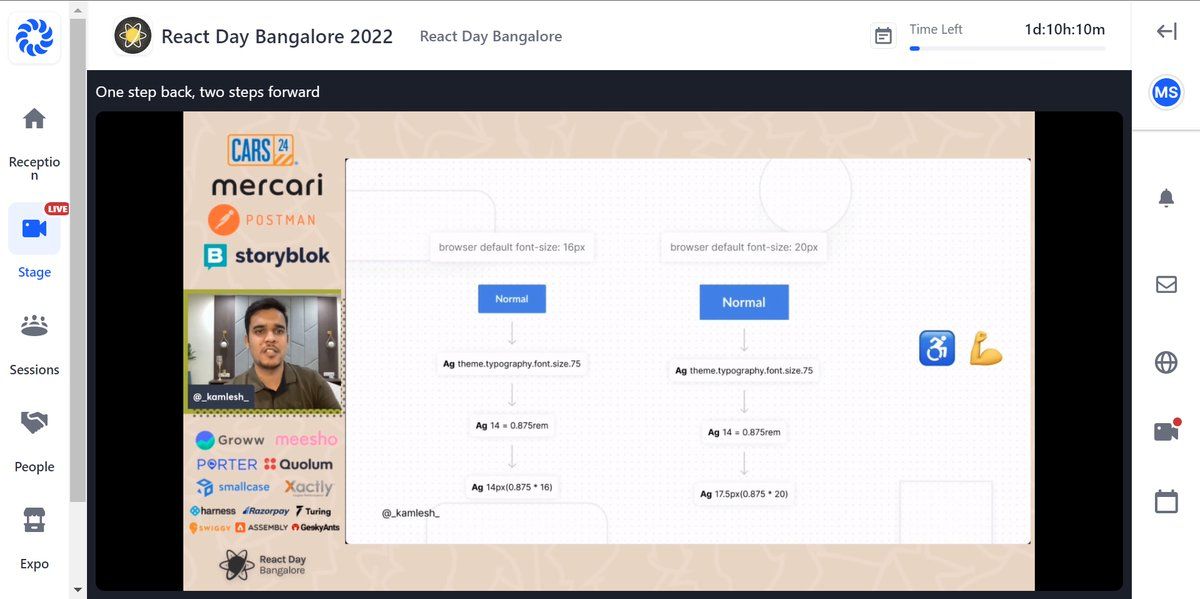 React Day Bangalore 2022
React Day Bangalore
Time Left
1d:10h:10m
MS
Receptio
n
LIVE
Stage
Sessions
People
Expo
One step back, two steps forward
CARS 24
mercari
POSTMAN
B storyblok
@_kamlesh_
Groww meesho
PORTER Quolum
smallcase Xactly
harness Razorpay Turing
SWIGGY ASSEMBLY GeekyAnts
React Day
Bangalore
browser default font-size: 16px
Normal
Ag theme.typography.font.size.75
Ag 14 = 0.875rem
Ag 14px(0.875 * 16)
browser default font-size: 20px
Normal
Ag theme.typography.font.size.75
Ag 14 = 0.875rem
Ag 17.5px(0.875 * 20)
@_kamlesh_